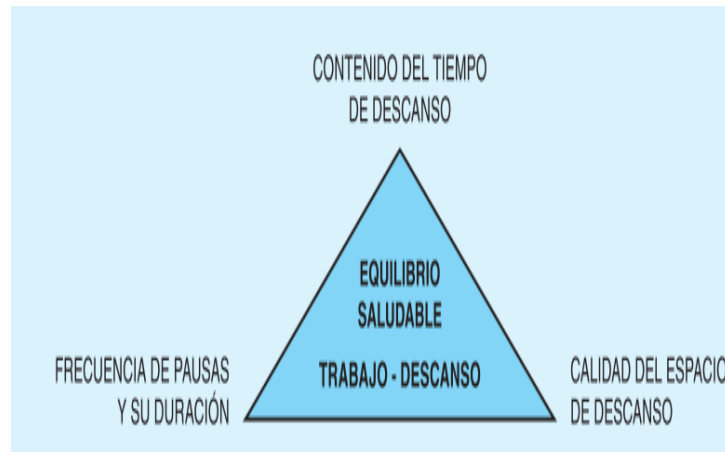 CONTENIDO DEL TIEMPO
DE DESCANSO
EQUILIBRIO
SALUDABLE
TRABAJO - DESCANSO
FRECUENCIA DE PAUSAS
Y SU DURACIÓN
CALIDAD DEL ESPACIO
DE DESCANSO